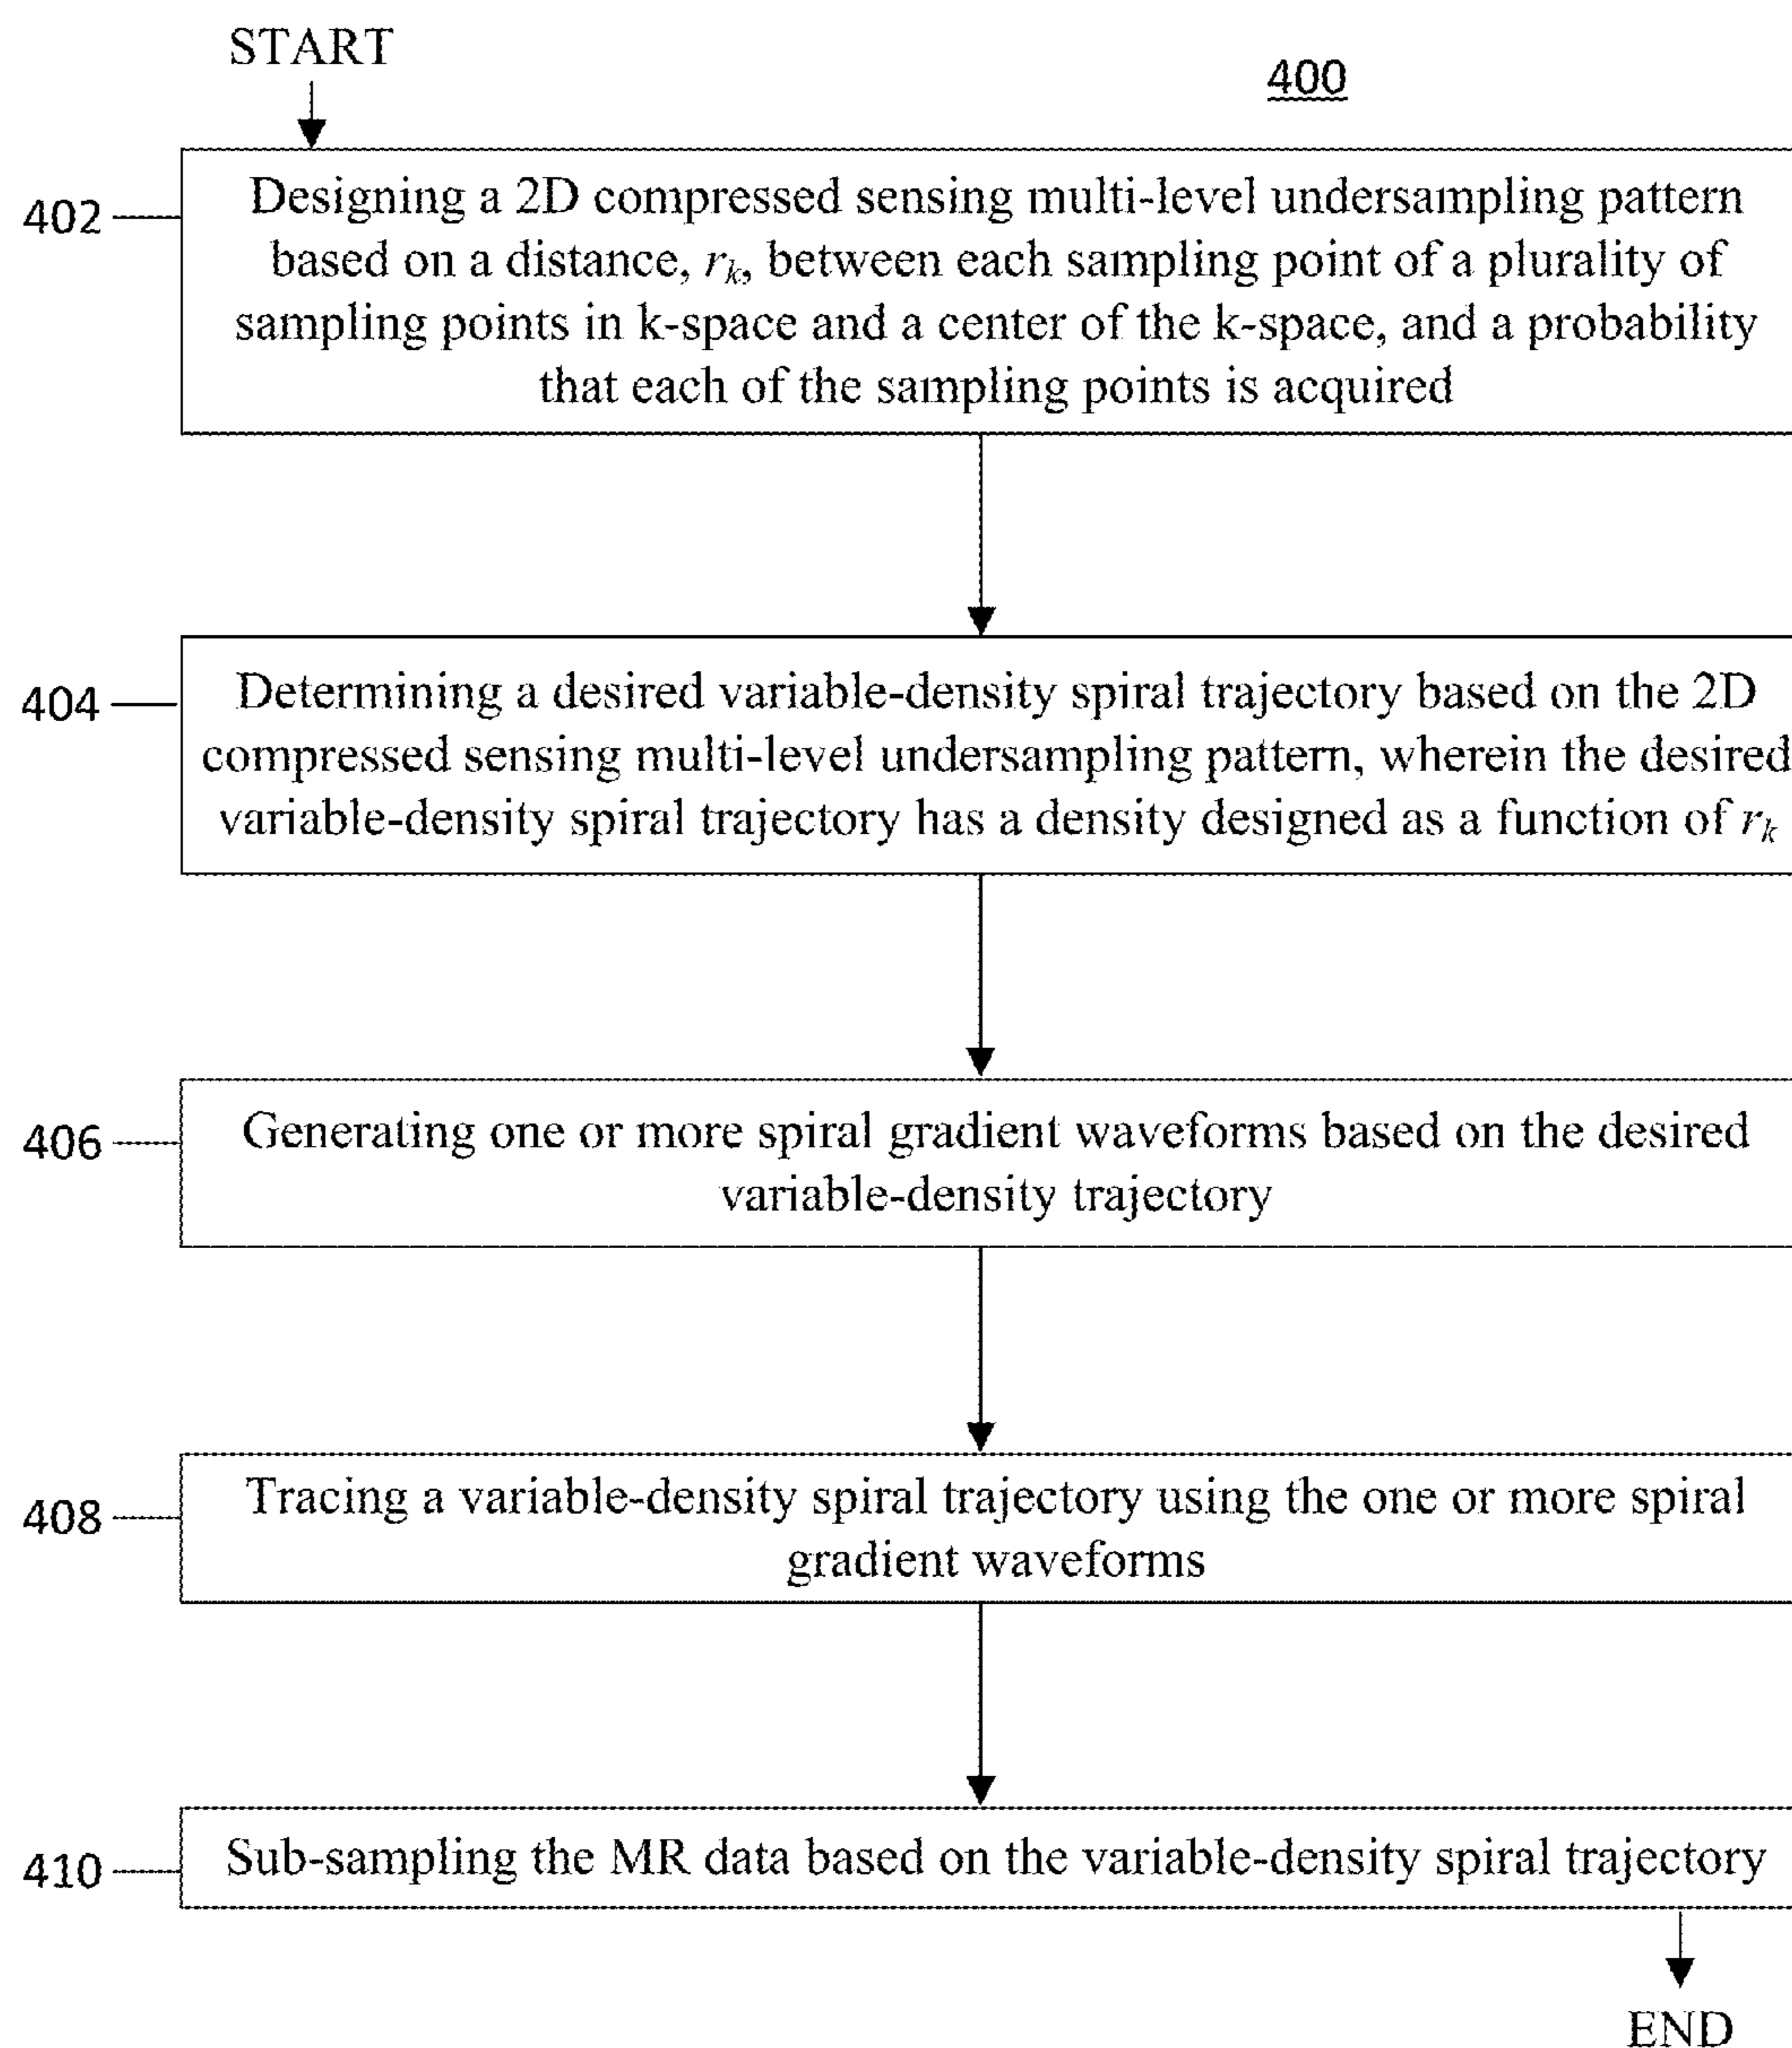 START
400
402
Designing a 2D compressed sensing multi-level undersampling pattern
based on a distance, rₖ, between each sampling point of a plurality of
sampling points in k-space and a center of the k-space, and a probability
that each of the sampling points is acquired
404
Determining a desired variable-density spiral trajectory based on the 2D
compressed sensing multi-level undersampling pattern, wherein the desired
variable-density spiral trajectory has a density designed as a function of rₖ
406
Generating one or more spiral gradient waveforms based on the desired
variable-density trajectory
408
Tracing a variable-density spiral trajectory using the one or more spiral
gradient waveforms
410
Sub-sampling the MR data based on the variable-density spiral trajectory
END